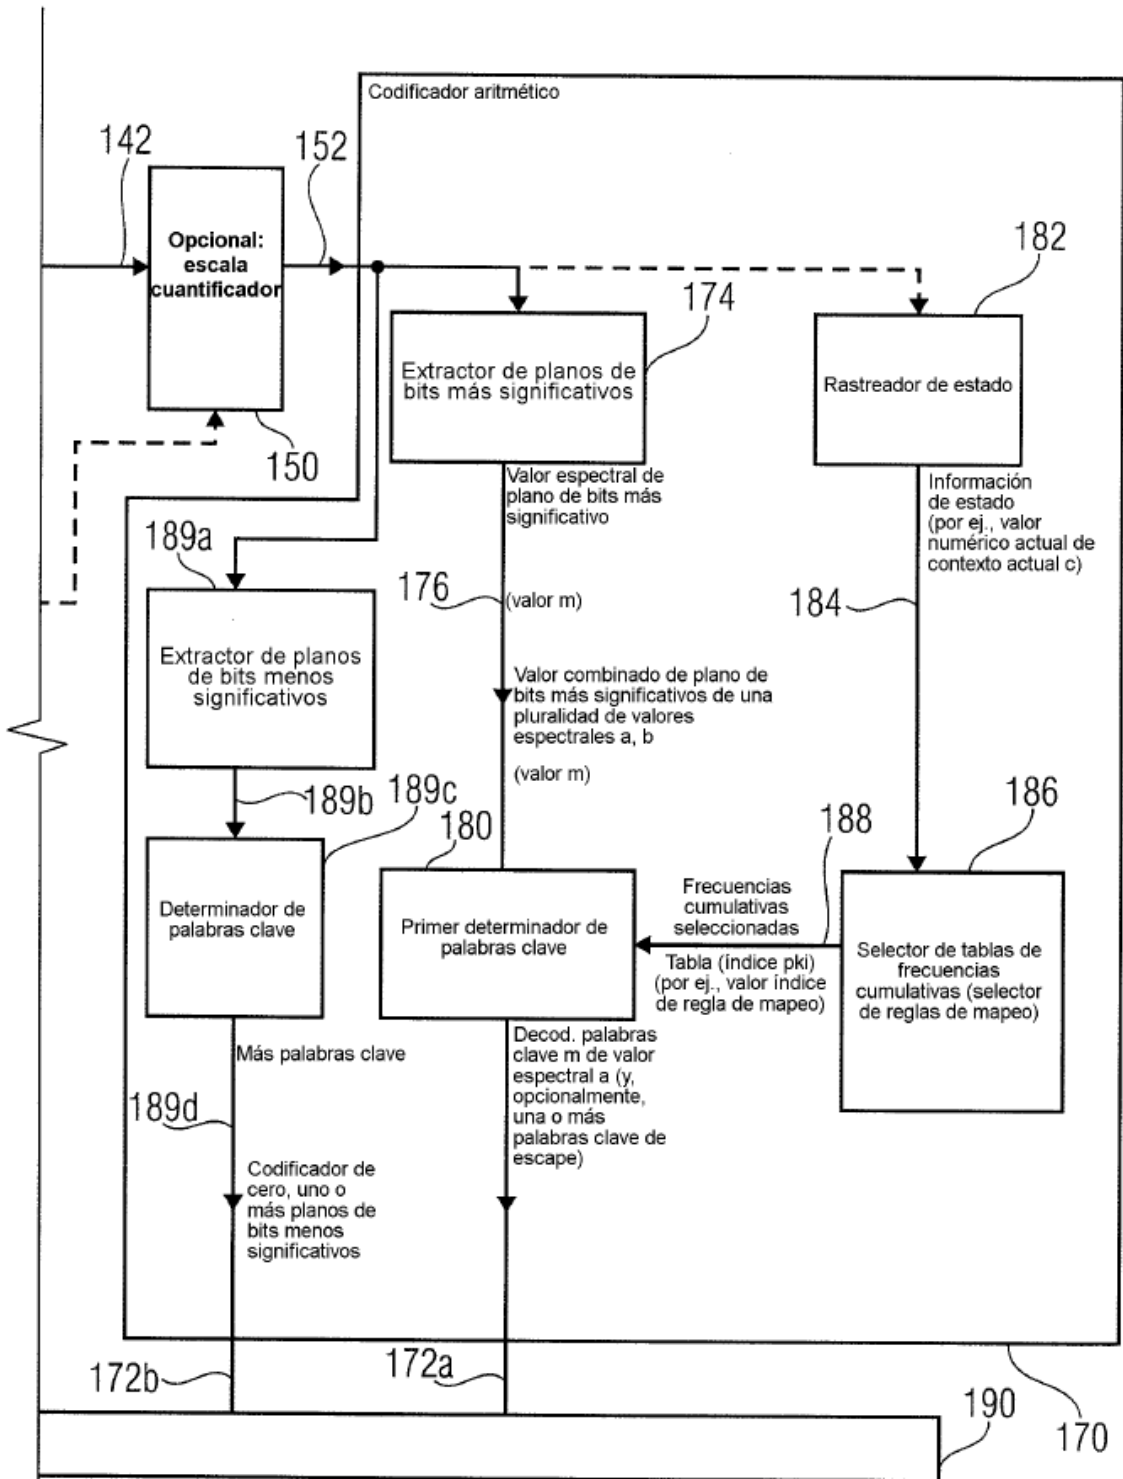 Codificador aritmético
142
152
Opcional:
escala
cuantificador
150
182
174
Extractor de planos de
bits más significativos
Rastreador de estado
Valor espectral de
plano de bits más
significativo
Información
de estado
(por ej., valor
numérico actual de
contexto actual c)
189a
176
(valor m)
184
Extractor de planos
de bits menos
significativos
Valor combinado de plano de
bits más significativos de una
pluralidad de valores
espectrales a, b
(valor m)
189b
189c
180
188
186
Determinador de
palabras clave
Primer determinador de
palabras clave
Frecuencias
cumulativas
seleccionadas
Tabla (índice pki)
(por ej., valor índice
de regla de mapeo)
Selector de tablas de
frecuencias
cumulativas (selector
de reglas de mapeo)
Más palabras clave
Decod. palabras
clave m de valor
espectral a (y,
opcionalmente,
una o más
palabras clave de
escape)
189d
Codificador de
cero, uno o
más planos de
bits menos
significativos
172b
172a
190
170